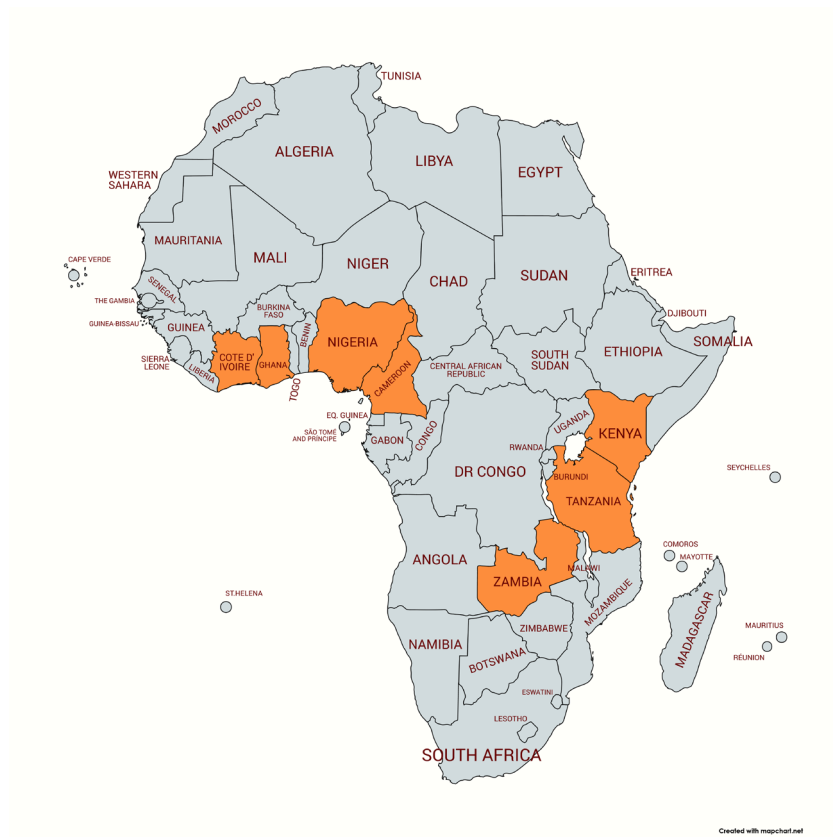 TUNISIA
MOROCCO
ALGERIA
LIBYA
EGYPT
WESTERN
SAHARA
MAURITANIA
MALI
NIGER
CHAD
SUDAN
ERITREA
CAPE VERDE
SENEGAL
THE GAMBIA
GUINEA-BISSAU
GUINEA
BURKINA
FASO
BENIN
NIGERIA
DJIBOUTI
SOMALIA
ETHIOPIA
SOUTH
SUDAN
CENTRAL AFRICAN
REPUBLIC
SIERRA
LEONE
LIBERIA
COTE D'
IVOIRE
GHANA
TOGO
CAMEROON
EQ. GUINEA
SÃO TOMÉ
AND PRÍNCIPE
GABON
CONGO
UGANDA
KENYA
RWANDA
DR CONGO
BURUNDI
TANZANIA
SEYCHELLES
COMOROS
MAYOTTE
ANGOLA
ZAMBIA
MALAWI
MOZAMBIQUE
ST.HELENA
MADAGASCAR
MAURITIUS
RÉUNION
ZIMBABWE
NAMIBIA
BOTSWANA
ESWATINI
LESOTHO
SOUTH AFRICA
Created with mapchart.net